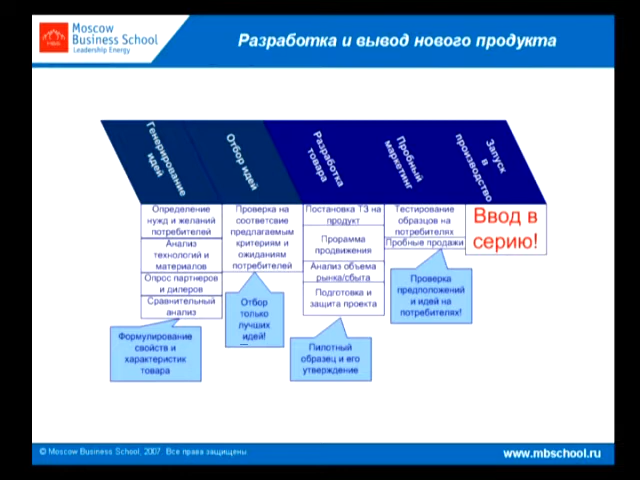 Moscow
Business School
Leadership Energy
Разработка и вывод нового продукта
Генерирование
идей
Отбор идей
Разработка
товара
Пробный
маркетинг
Запуск
в
производство
Определение
нужд и желаний
потребителей
Анализ
технологий и
материалов
Опрос партнеров
и дилеров
Сравнительный
анализ
Формулирование
свойств и
характеристик
товара
Проверка на
соответсвие
предлагаемым
критериям и
ожиданиям
потребителей
Отбор
только
лучших
идей!
Постановка ТЗ на
продукт
Прорамма
продвижения
Анализ объема
рынка/сбыта
Подготовка и
защита проекта
Пилотный
образец и его
утверждение
Тестирование
образцов на
потребителях
Пробные продажи
Проверка
предположений
и идей на
потребителях!
Ввод в
серию!
© Moscow Business School, 2007 Все права защищены
www.mbschool.ru